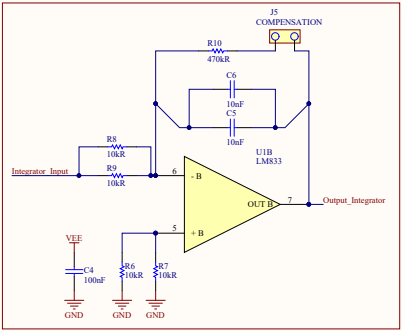 J5
COMPENSATION
R10
470kR
C6
10nF
C5
10nF
U1B
LM833
R8
10kR
R9
10kR
Integrator_Input
6
- B
OUT B
7
Output_Integrator
5
+ B
VEE
C4
100nF
R6
10kR
R7
10kR
GND
GND
GND